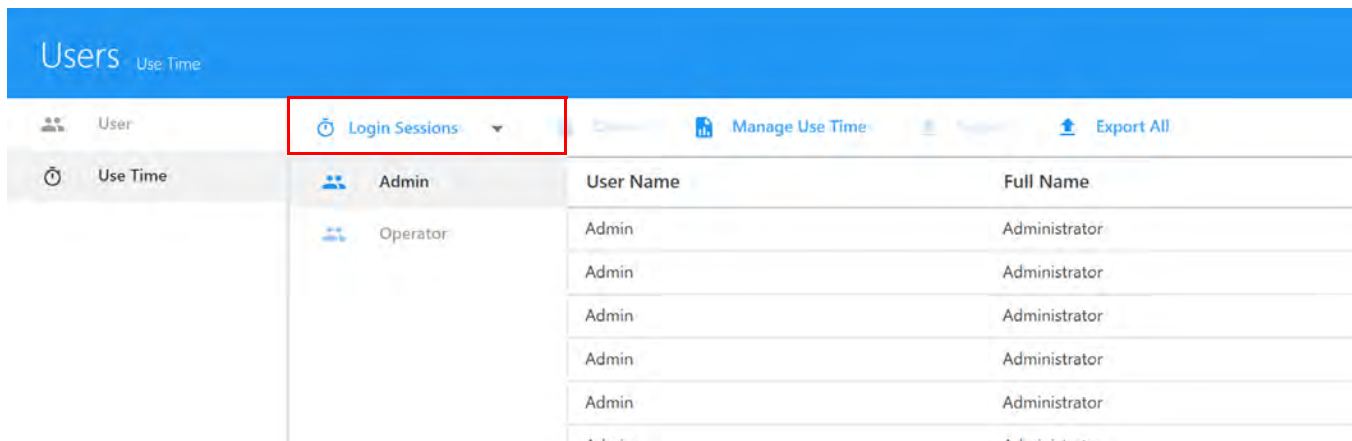 Users Use Time
User
Login Sessions
Manage Use Time
Export All
Use Time
Admin
User Name
Full Name
Operator
Admin
Administrator
Admin
Administrator
Admin
Administrator
Admin
Administrator
Admin
Administrator